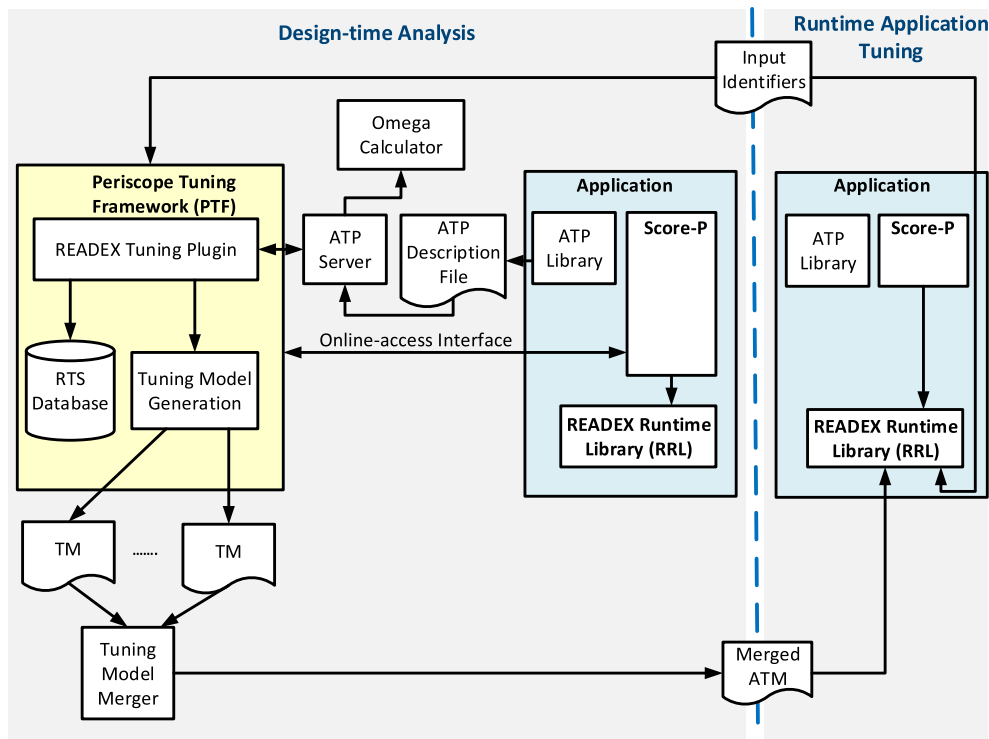 Design-time Analysis
Runtime Application
Tuning
Input
Identifiers
Omega
Calculator
Periscope Tuning
Framework (PTF)
READEX Tuning Plugin
RTS
Database
Tuning Model
Generation
ATP
Server
ATP
Description
File
Online-access Interface
Application
ATP
Library
Score-P
READEX Runtime
Library (RRL)
Application
ATP
Library
Score-P
READEX Runtime
Library (RRL)
TM
.......
TM
Tuning
Model
Merger
Merged
ATM